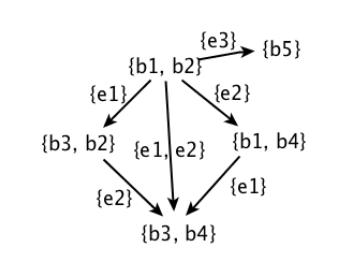 {e3}
{b5}
{b1, b2}
{e1}
{e2}
{b3, b2}
{e1, e2}
{b1, b4}
{e2}
{e1}
{b3, b4}